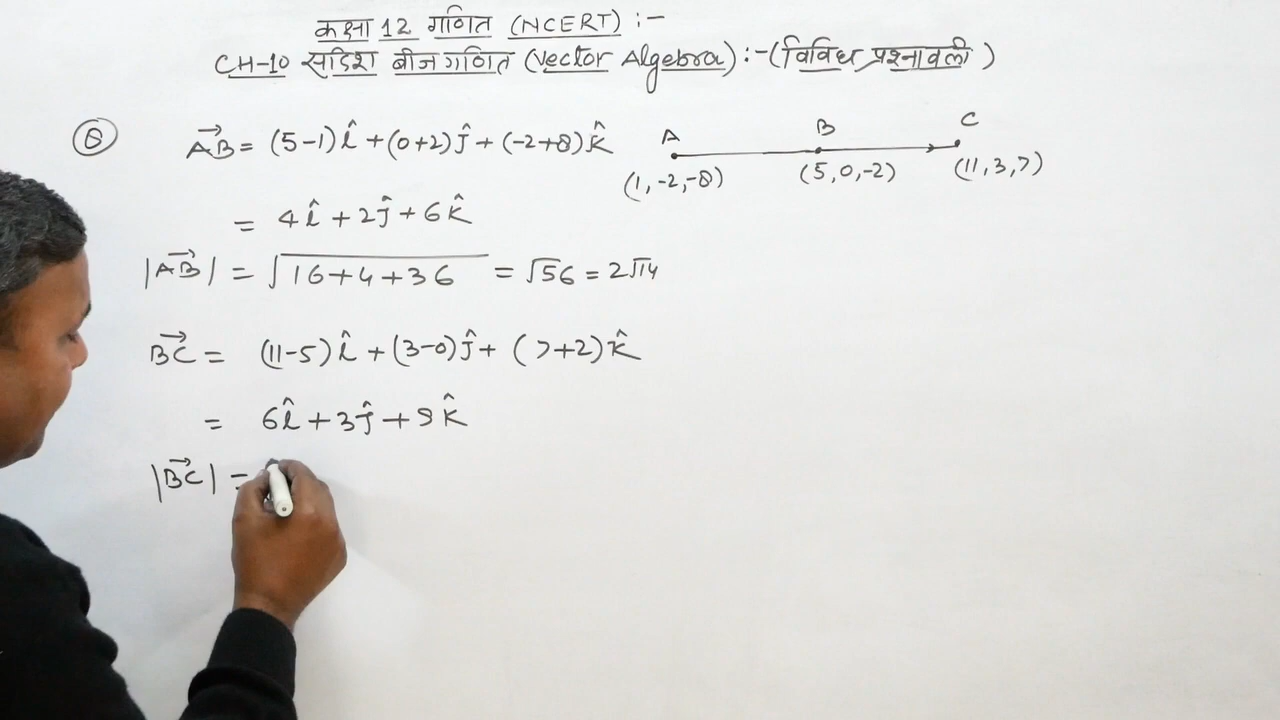 कक्षा 12 गणित (NCERT) :-
CH-10 सदिश बीजगणित (Vector Algebra) :-(विविध प्रश्नावली)
⑧ AB→ = (5-1)î + (0+2)ĵ + (-2+8)k̂
A B C
(1,-2,-8) (5,0,-2) (11,3,7)
= 4î + 2ĵ + 6k̂
|AB→| = √16+4+36 = √56 = 2√14
BC→ = (11-5)î + (3-0)ĵ + (7+2)k̂
= 6î + 3ĵ + 9k̂
|BC→| =